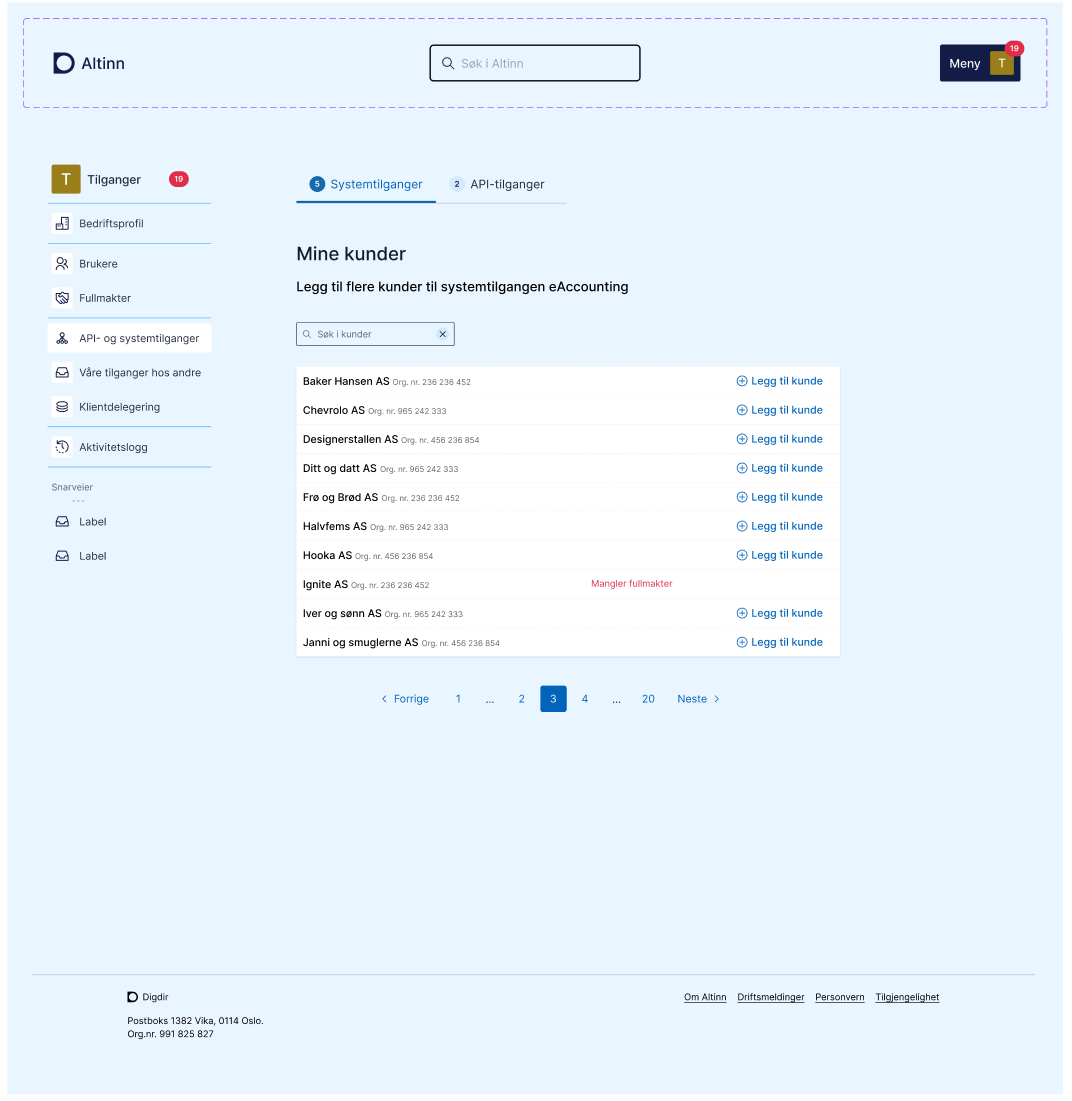 Altinn
Søk i Altinn
Meny T 19
T Tilganger 19
Bedriftsprofil
Brukere
Fullmakter
API- og systemtilganger
Våre tilganger hos andre
Klientdelegering
Aktivitetslogg
Snarveier
---
Label
Label
5 Systemtilganger 2 API-tilganger
Mine kunder
Legg til flere kunder til systemtilgangen eAccounting
Søk i kunder
Baker Hansen AS Org. nr. 236 236 452 Legg til kunde
Chevrolo AS Org. nr. 965 242 333 Legg til kunde
Designerstallen AS Org. nr. 456 236 854 Legg til kunde
Ditt og datt AS Org. nr. 965 242 333 Legg til kunde
Frø og Brød AS Org. nr. 236 236 452 Legg til kunde
Halvfems AS Org. nr. 965 242 333 Legg til kunde
Hooka AS Org. nr. 456 236 854 Legg til kunde
Ignite AS Org. nr. 236 236 452 Mangler fullmakter
Iver og sønn AS Org. nr. 965 242 333 Legg til kunde
Janni og smuglerne AS Org. nr. 456 236 854 Legg til kunde
Forrige 1 ... 2 3 4 ... 20 Neste
Digdir
Postboks 1382 Vika, 0114 Oslo.
Org.nr. 991 825 827
Om Altinn Driftsmeldinger Personvern Tilgjengelighet